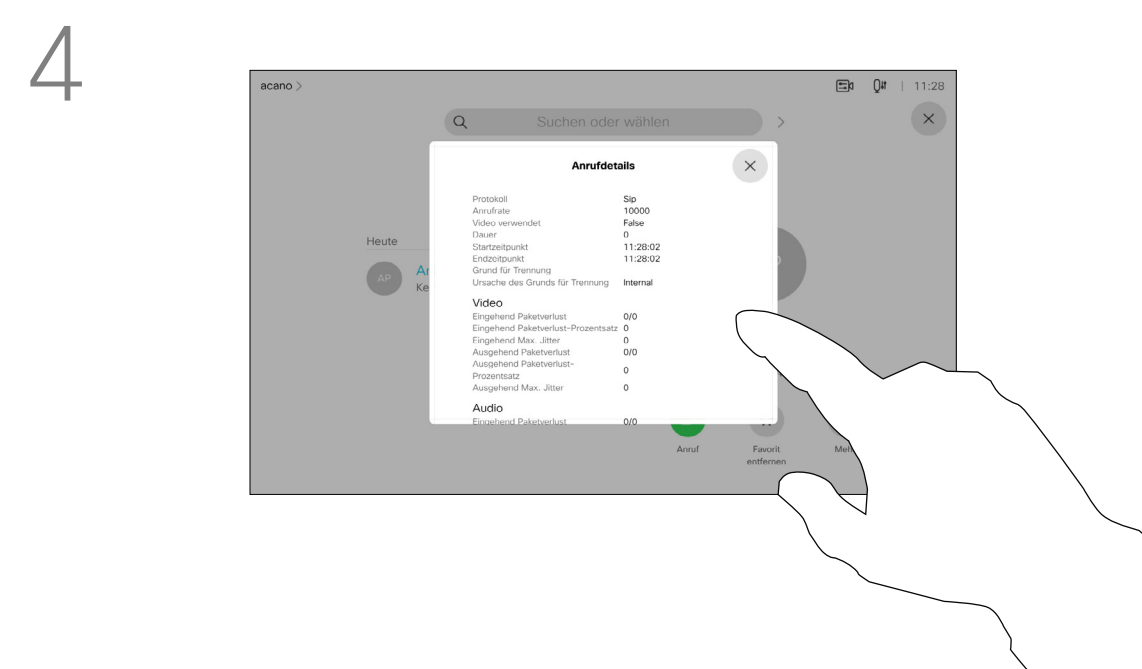 4
acano >
11:28
Suchen oder wählen
Anrufdetails
Protokoll Sip
Anrufrate 10000
Video verwendet False
Dauer 0
Startzeitpunkt 11:28:02
Endzeitpunkt 11:28:02
Grund für Trennung
Ursache des Grunds für Trennung Internal
Heute
AP
Video
Eingehend Paketverlust 0/0
Eingehend Paketverlust-Prozentsatz 0
Eingehend Max. Jitter 0
Ausgehend Paketverlust 0/0
Ausgehend Paketverlust-
Prozentsatz 0
Ausgehend Max. Jitter 0
Audio
Eingehend Paketverlust 0/0
Anruf
Favorit
entfernen